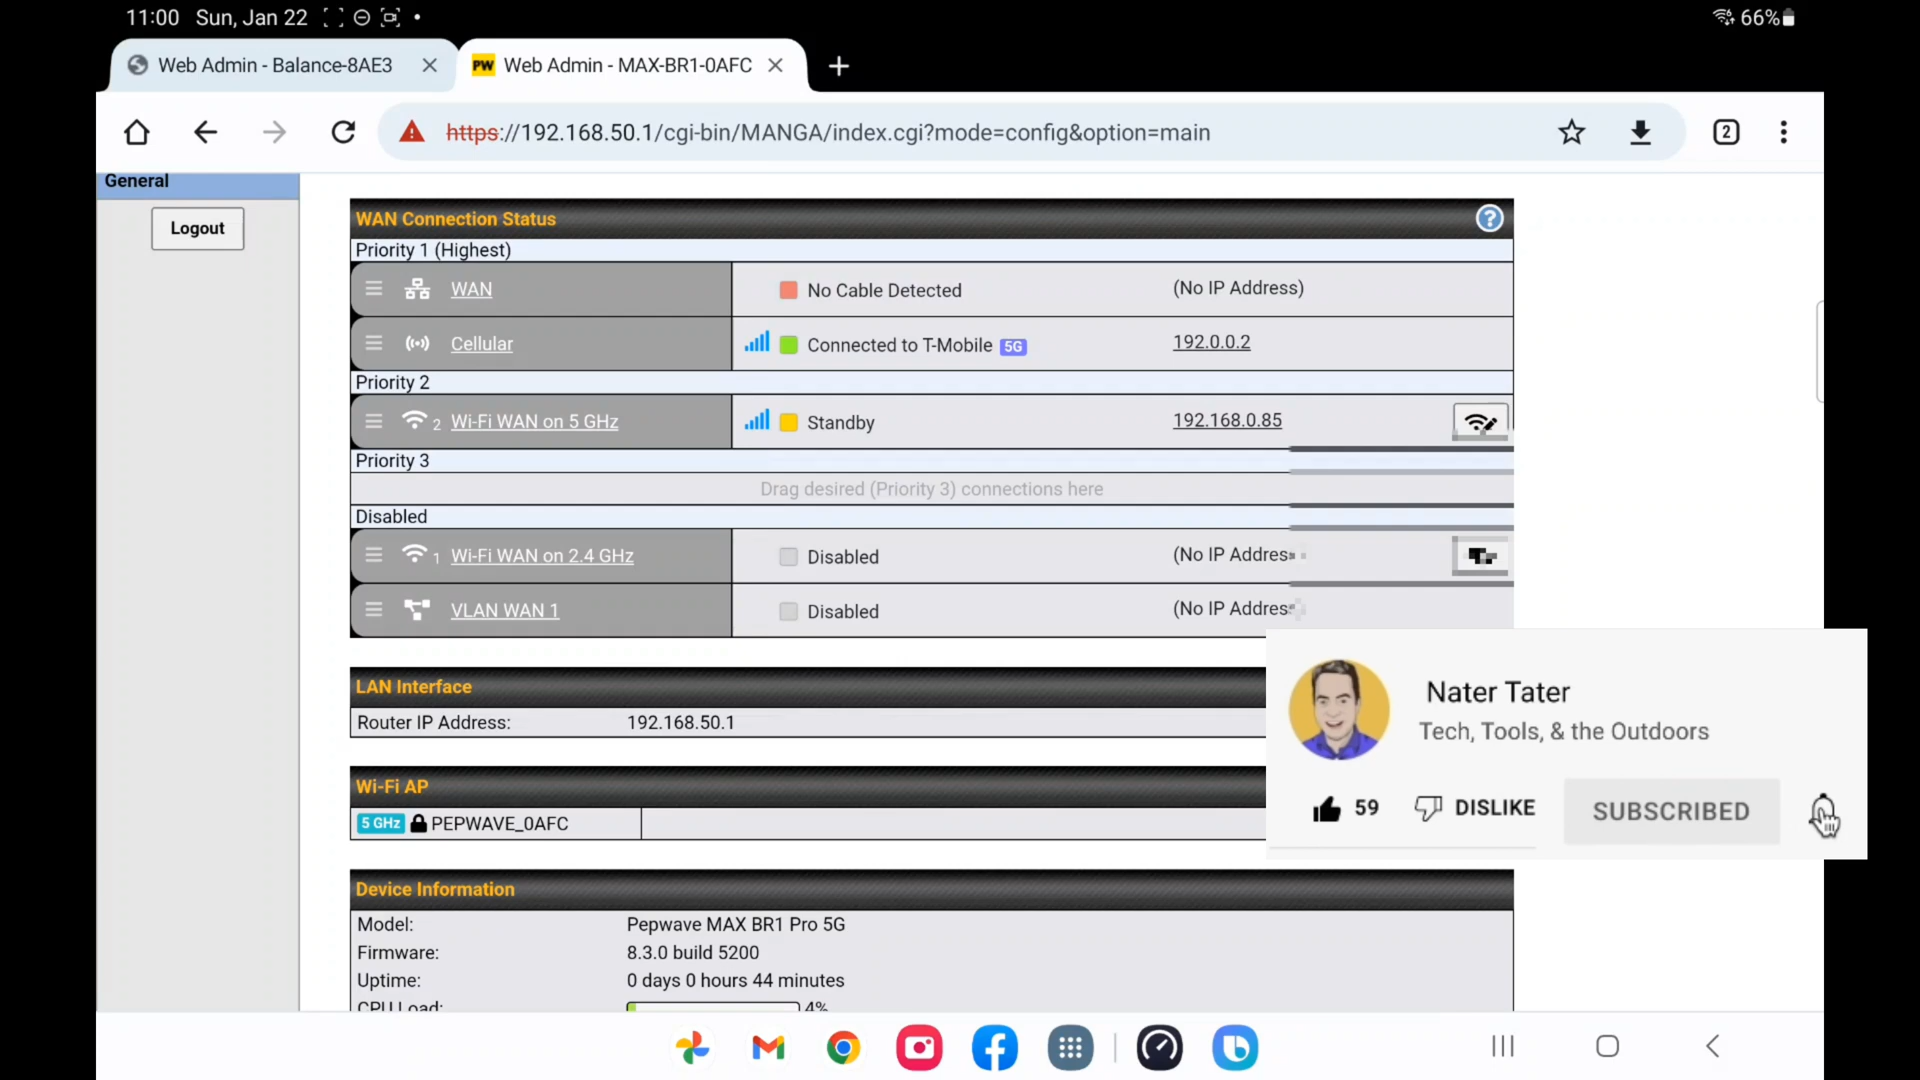 11:00 Sun, Jan 22
66%
Web Admin - Balance-8AE3
PW Web Admin - MAX-BR1-0AFC
https://192.168.50.1/cgi-bin/MANGA/index.cgi?mode=config&option=main
2
General
Logout
WAN Connection Status
?
Priority 1 (Highest)
WAN No Cable Detected (No IP Address)
Cellular Connected to T-Mobile 5G 192.0.0.2
Priority 2
2 Wi-Fi WAN on 5 GHz Standby 192.168.0.85
Priority 3
Drag desired (Priority 3) connections here
Disabled
1 Wi-Fi WAN on 2.4 GHz Disabled (No IP
VLAN WAN 1 Disabled (No IP
LAN Interface
Router IP Address: 192.168.50.1
Wi-Fi AP
5 GHz PEPWAVE_0AFC
Nater Tater
Tech, Tools, & the Outdoors
59 DISLIKE SUBSCRIBED
Device Information
Model: Pepwave MAX BR1 Pro 5G
Firmware: 8.3.0 build 5200
Uptime: 0 days 0 hours 44 minutes
CPU Load: 4%